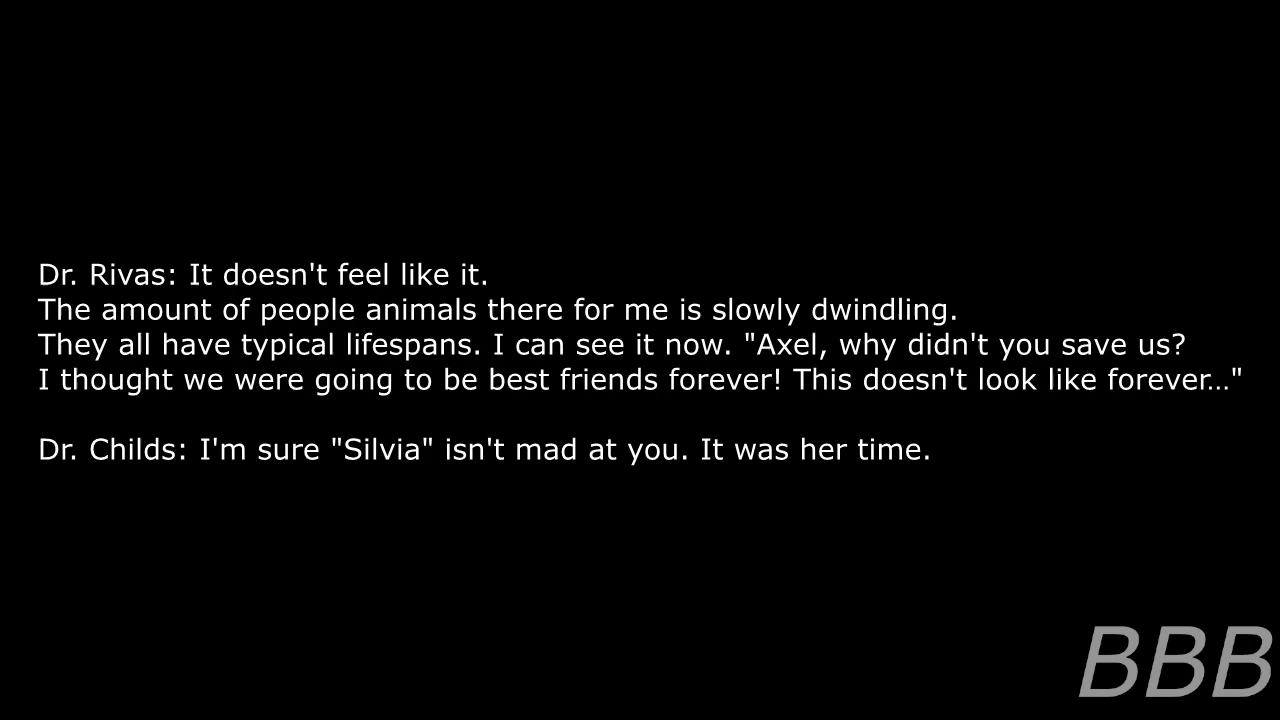 Dr. Rivas: It doesn't feel like it.
The amount of people animals there for me is slowly dwindling.
They all have typical lifespans. I can see it now. "Axel, why didn't you save us?
I thought we were going to be best friends forever! This doesn't look like forever…"
Dr. Childs: I'm sure "Silvia" isn't mad at you. It was her time.
BBB